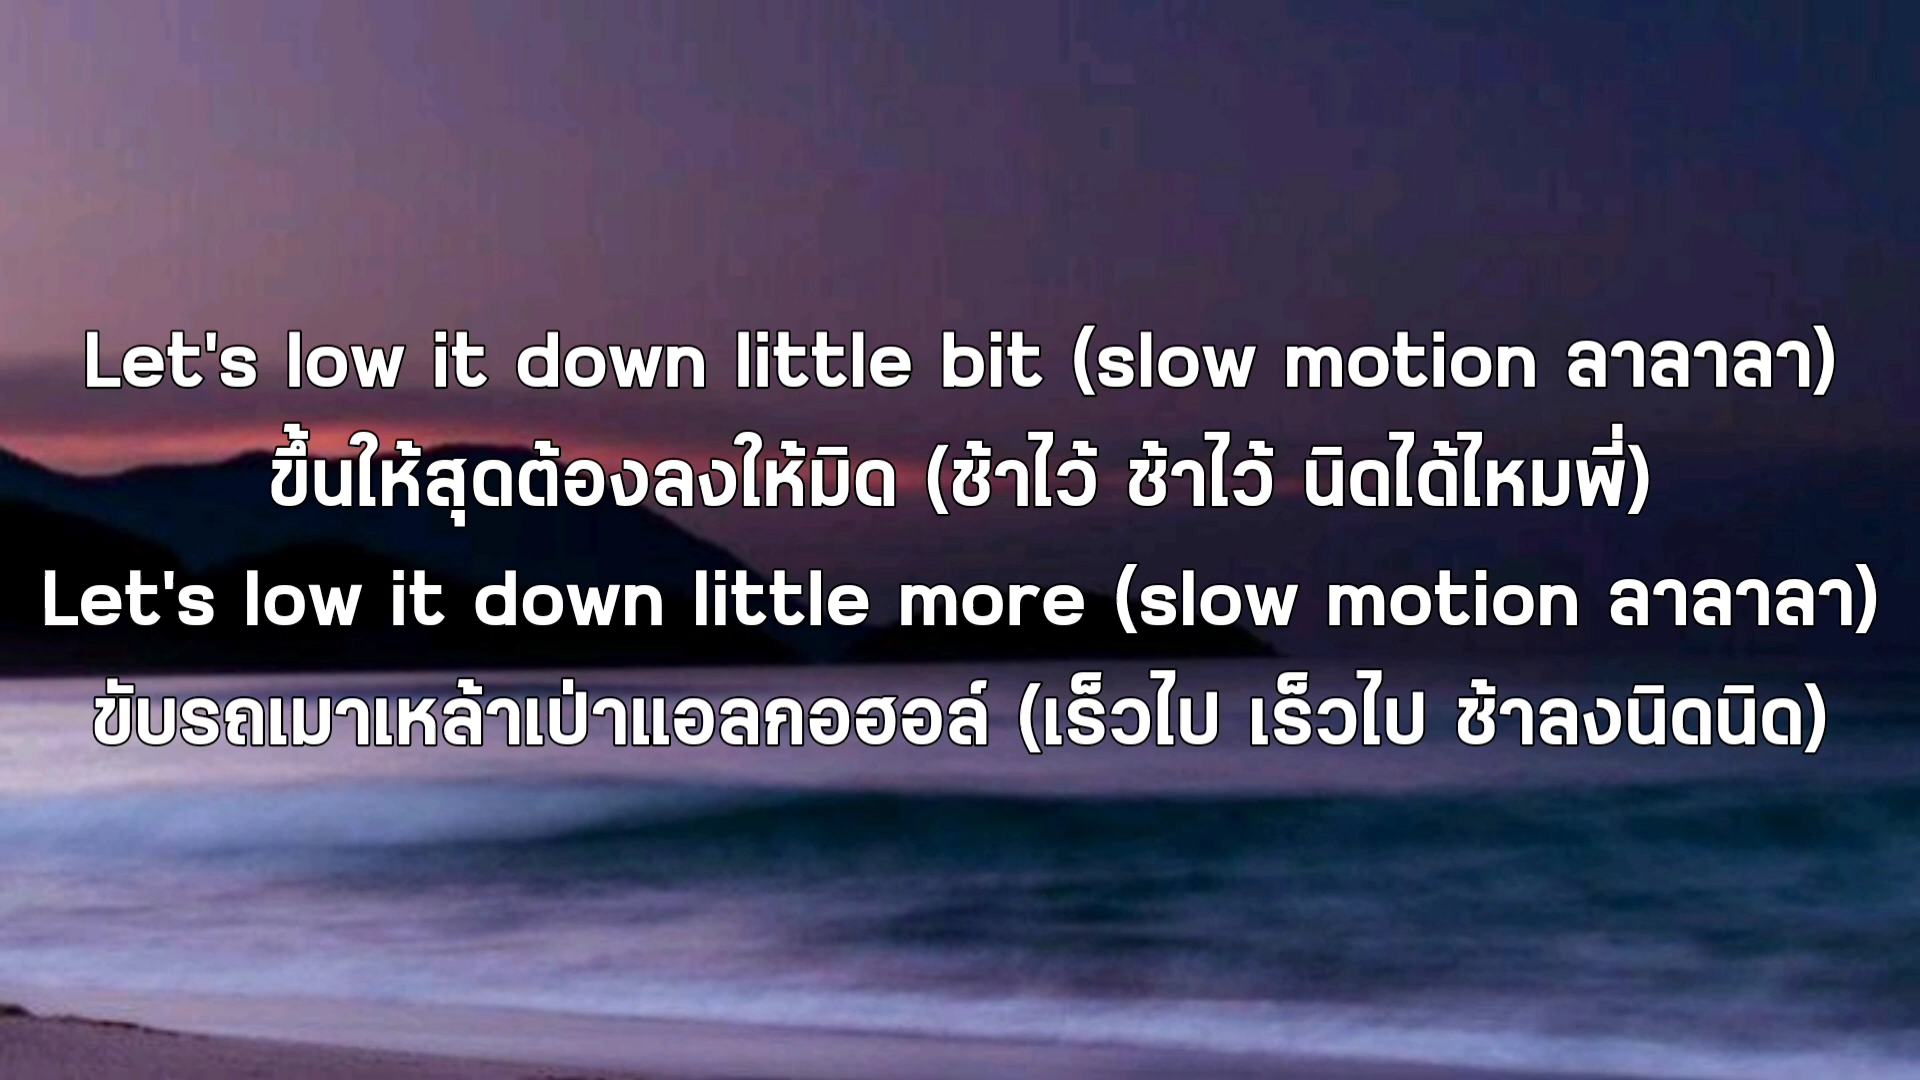 Let's low it down little bit (slow motion ลาลาลา)
ขึ้นให้สุดต้องลงให้มิด (ช้าไว้ ช้าไว้ นิดได้ไหมพี่)
Let's low it down little more (slow motion ลาลาลา)
ขับรถเมาเหล้าเป่าแอลกอฮอล์ (เร็วไป เร็วไป ช้าลงนิดนิด)